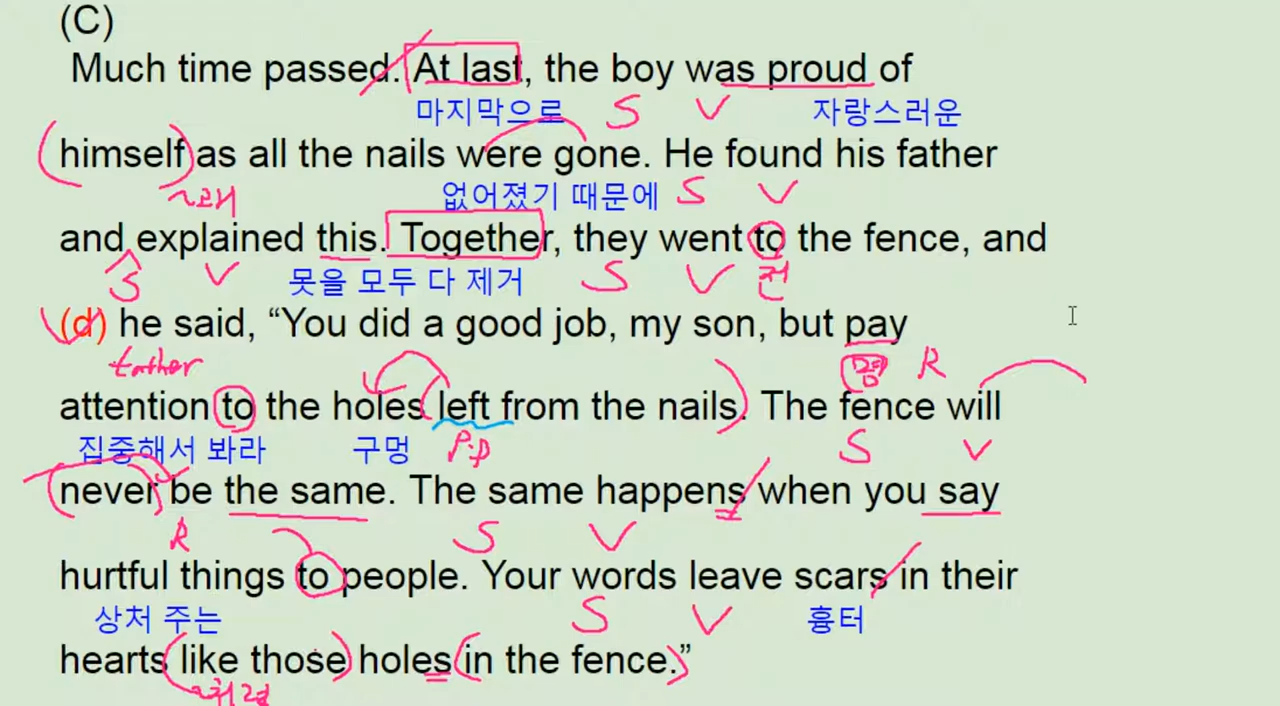 (C)
Much time passed. At last, the boy was proud of
마지막으로 S V 자랑스러운
himself as all the nails were gone. He found his father
없어졌기 때문에 S V
and explained this. Together, they went to the fence, and
S V 못을 모두 다 제거 S V 전
(d) he said, “You did a good job, my son, but pay
father 명 R
attention to the holes left from the nails. The fence will
집중해서 봐라 구멍 P.P S V
never be the same. The same happens when you say
R S V
hurtful things to people. Your words leave scars in their
상처 주는 S V 흉터
hearts like those holes in the fence.”
~처럼